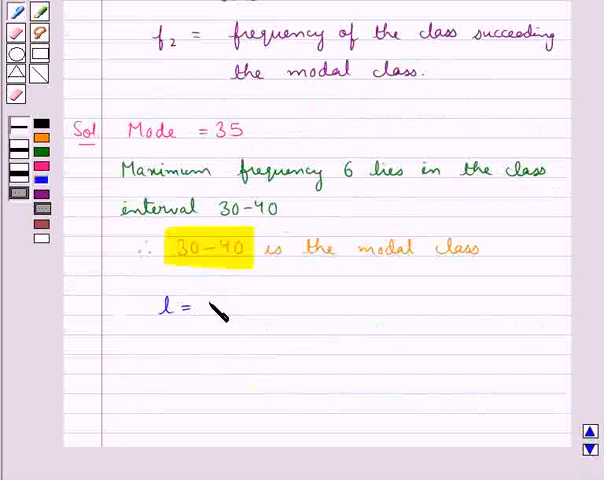 f2 = frequency of the class succeeding
the modal class.
Sol Mode = 35
Maximum frequency 6 lies in the class
interval 30-40
∴ 30-40 is the modal class
l =